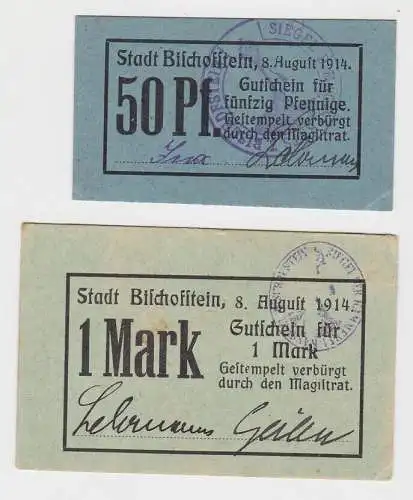 Stadt Bischofstein, 8. August 1914.
50 Pf.
Gutschein für
fünfzig Pfennige.
Gestempelt verbürgt
durch den Magistrat.
SIEGEL
Stadt Bischofstein, 8. August 1914.
1 Mark
Gutschein für
1 Mark
Gestempelt verbürgt
durch den Magistrat.